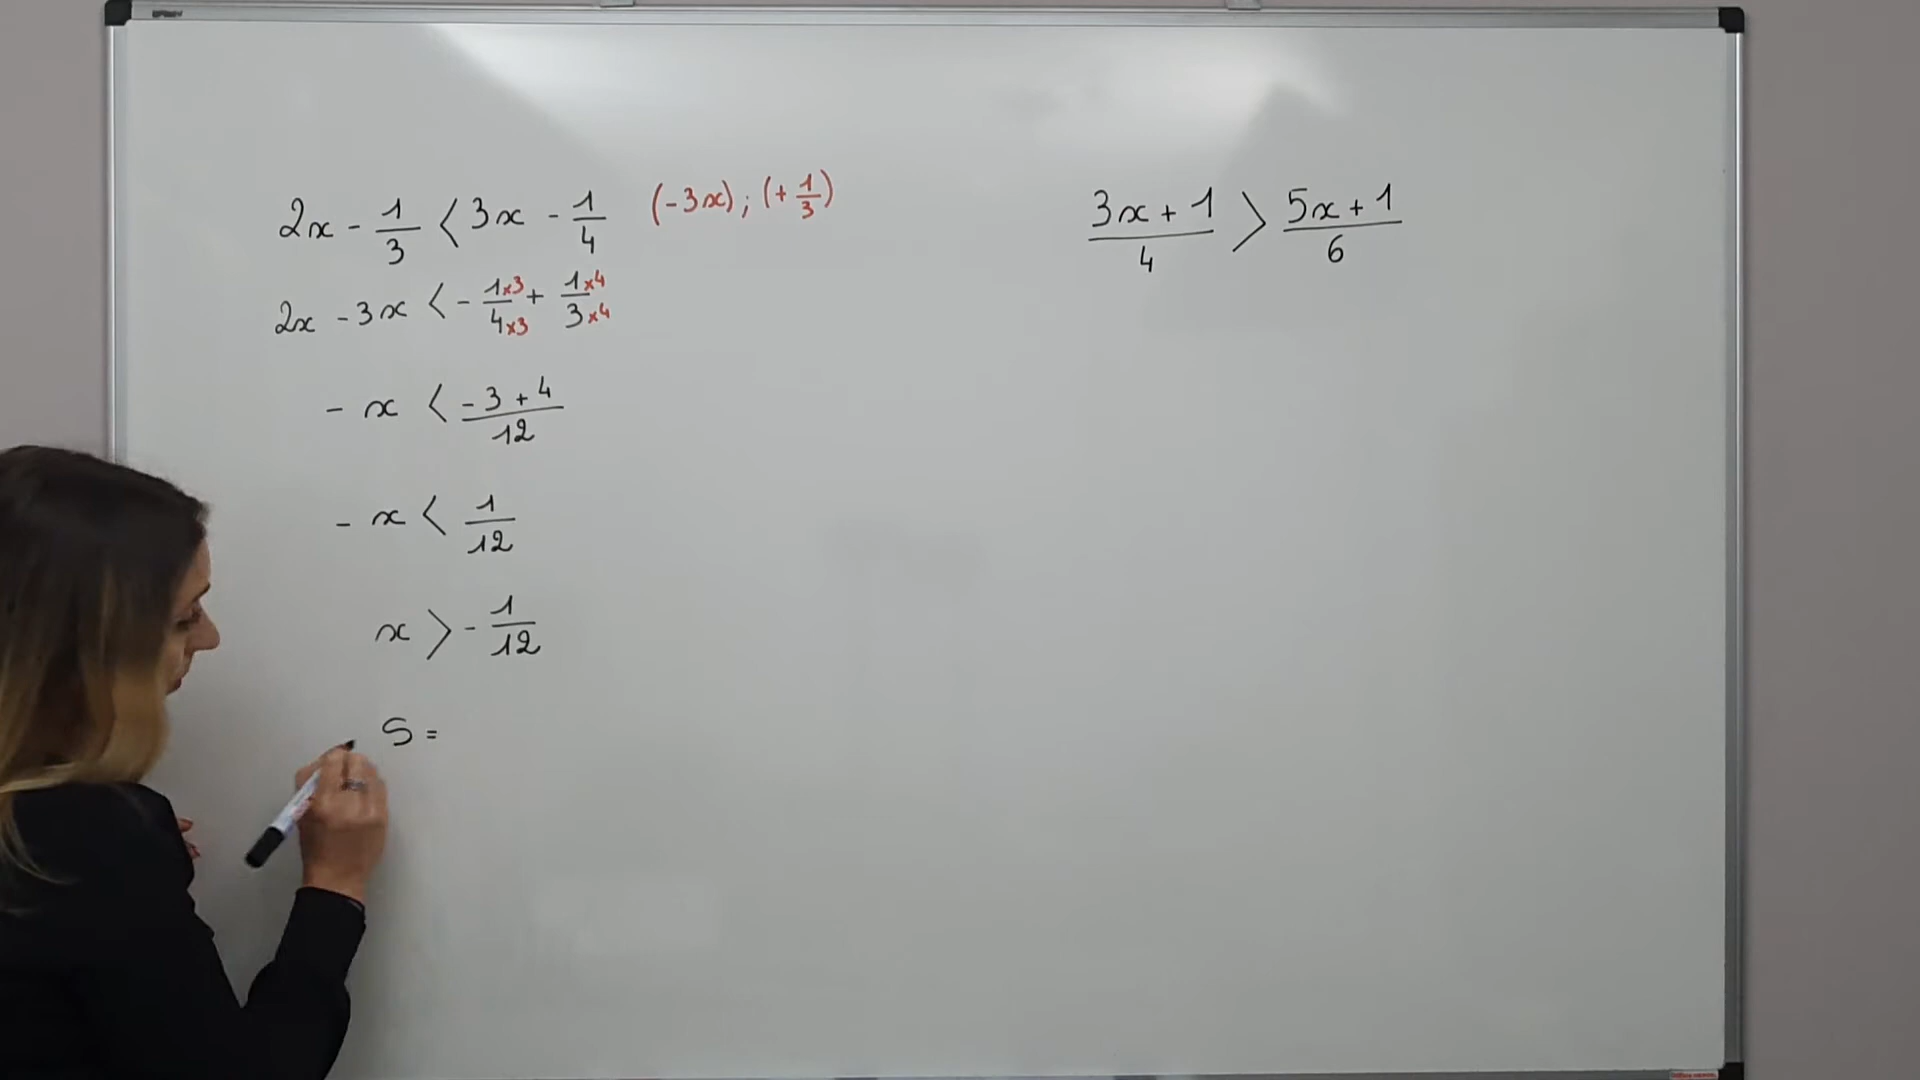 2x - 1/3 < 3x - 1/4 (-3x) ; (+ 1/3)
2x - 3x < - 1×3/4×3 + 1×4/3×4
- x < -3 + 4/12
- x < 1/12
x > - 1/12
S =
3x + 1/4 > 5x + 1/6